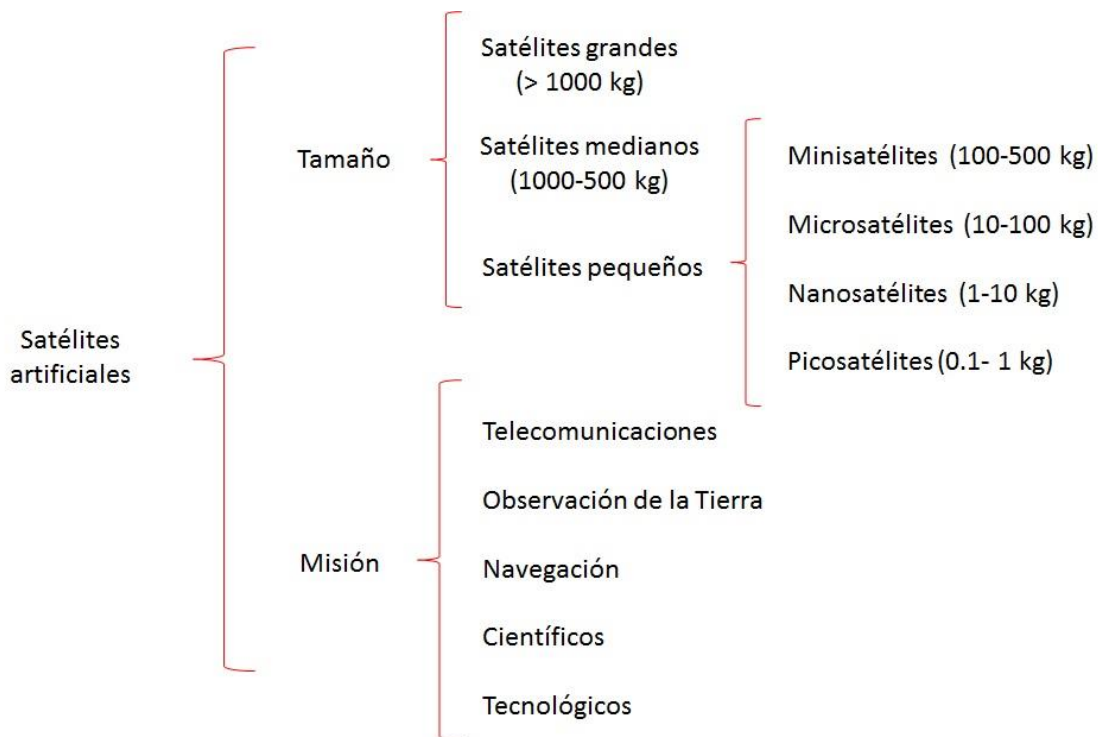 Satélites
artificiales
Tamaño
Satélites grandes
(> 1000 kg)
Satélites medianos
(1000-500 kg)
Satélites pequeños
Minisatélites (100-500 kg)
Microsatélites (10-100 kg)
Nanosatélites (1-10 kg)
Picosatélites (0.1- 1 kg)
Misión
Telecomunicaciones
Observación de la Tierra
Navegación
Científicos
Tecnológicos